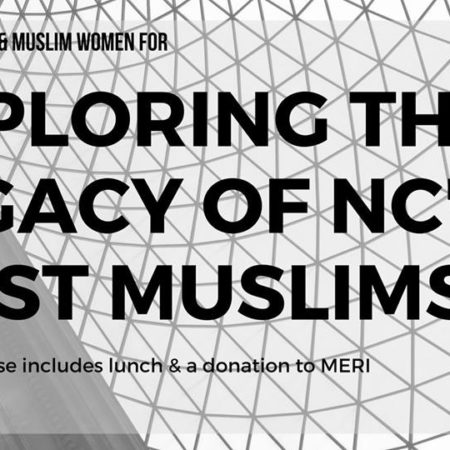 & MUSLIM WOMEN FOR
PLORING TH
GACY OF NC'
ST MUSLIMS
se includes lunch & a donation to MERI